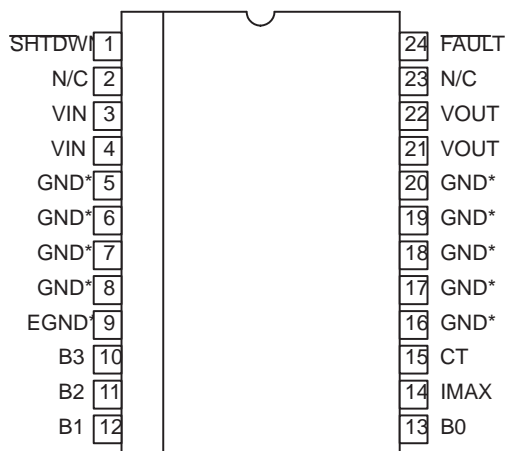 SHTDWN 1 24 FAULT
N/C 2 23 N/C
VIN 3 22 VOUT
VIN 4 21 VOUT
GND* 5 20 GND*
GND* 6 19 GND*
GND* 7 18 GND*
GND* 8 17 GND*
EGND* 9 16 GND*
B3 10 15 CT
B2 11 14 IMAX
B1 12 13 B0